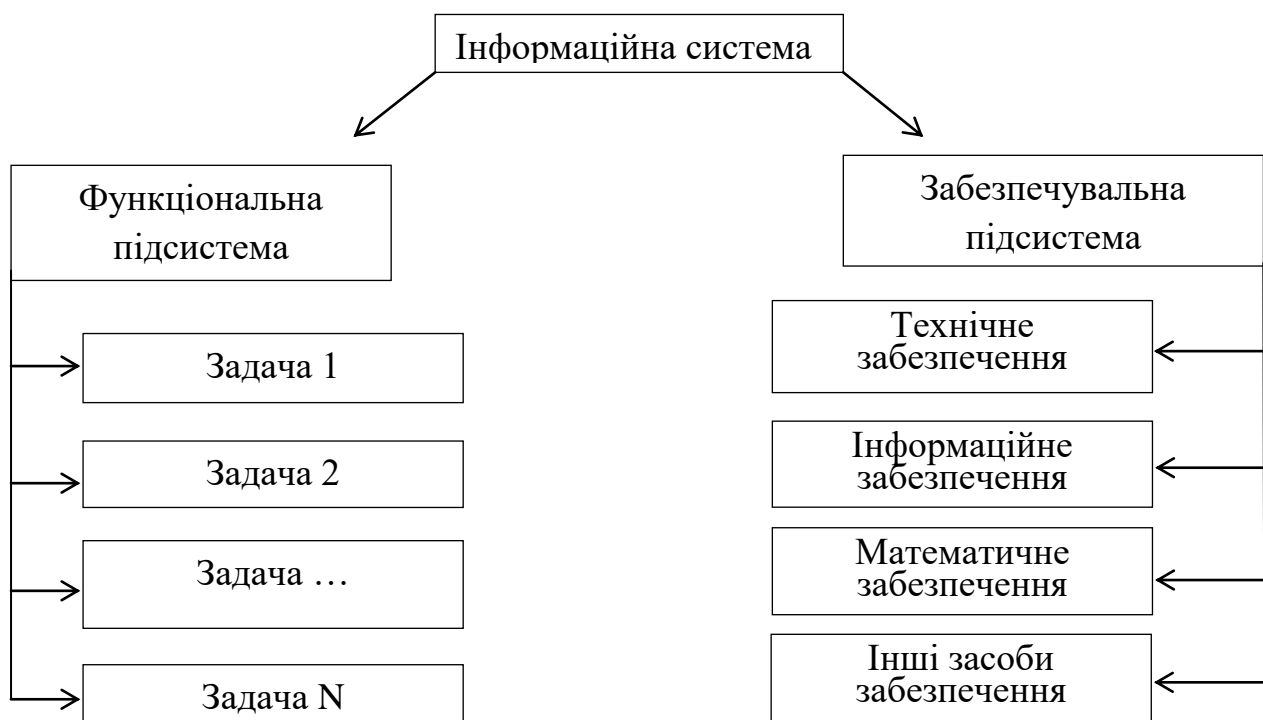 Інформаційна система
Функціональна
підсистема
Задача 1
Задача 2
Задача …
Задача N
Забезпечувальна
підсистема
Технічне
забезпечення
Інформаційне
забезпечення
Математичне
забезпечення
Інші засоби
забезпечення